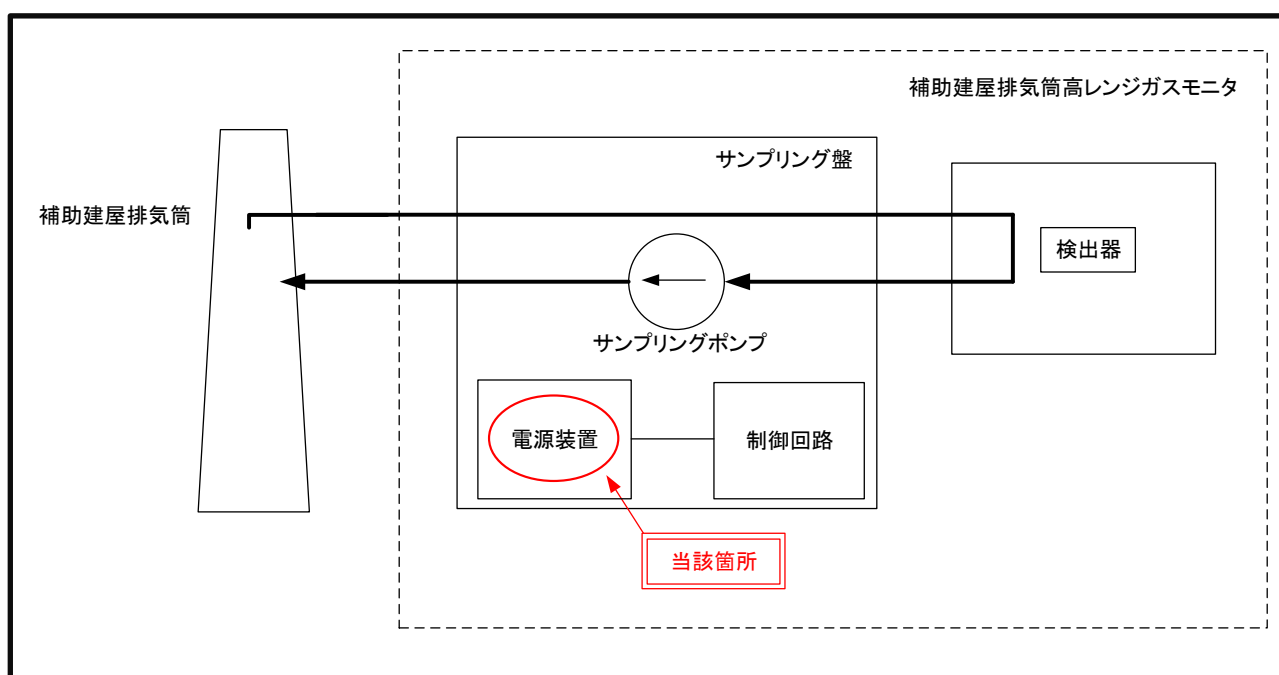 補助建屋排気筒高レンジガスモニタ
サンプリング盤
補助建屋排気筒
検出器
サンプリングポンプ
電源装置
制御回路
当該箇所